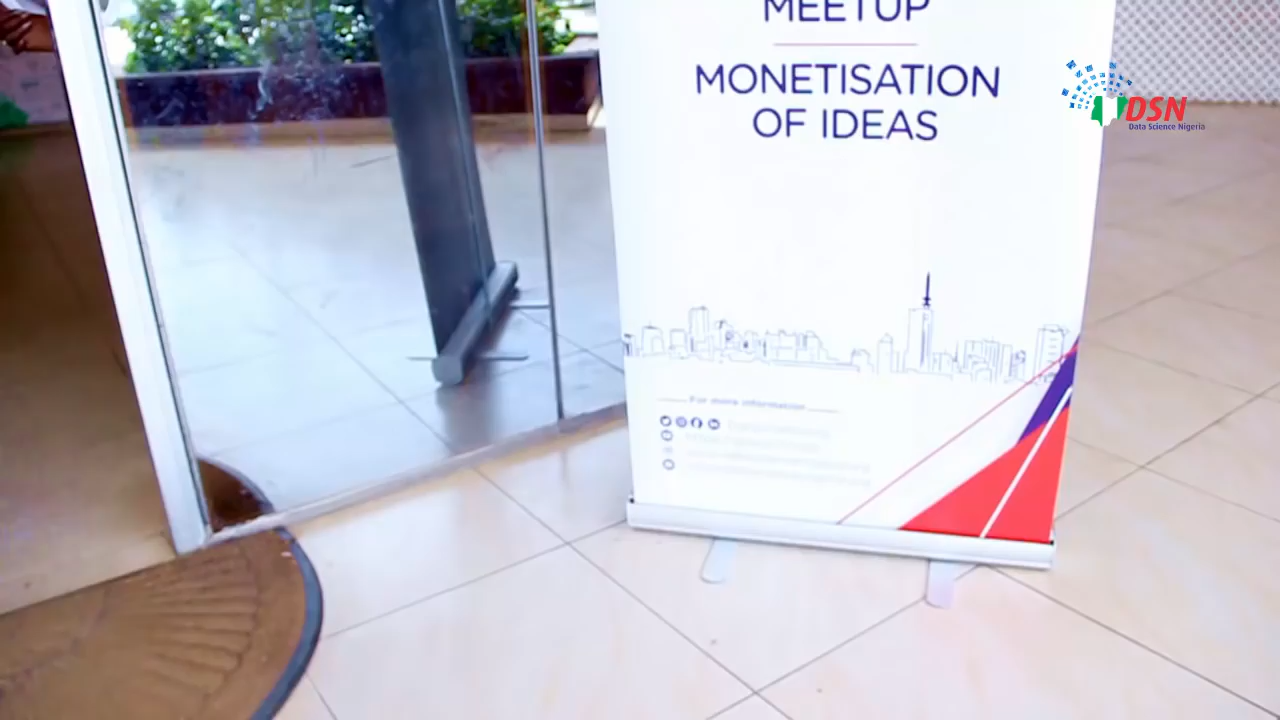 MEETUP
MONETISATION
OF IDEAS
For more information
DSN
Data Science Nigeria